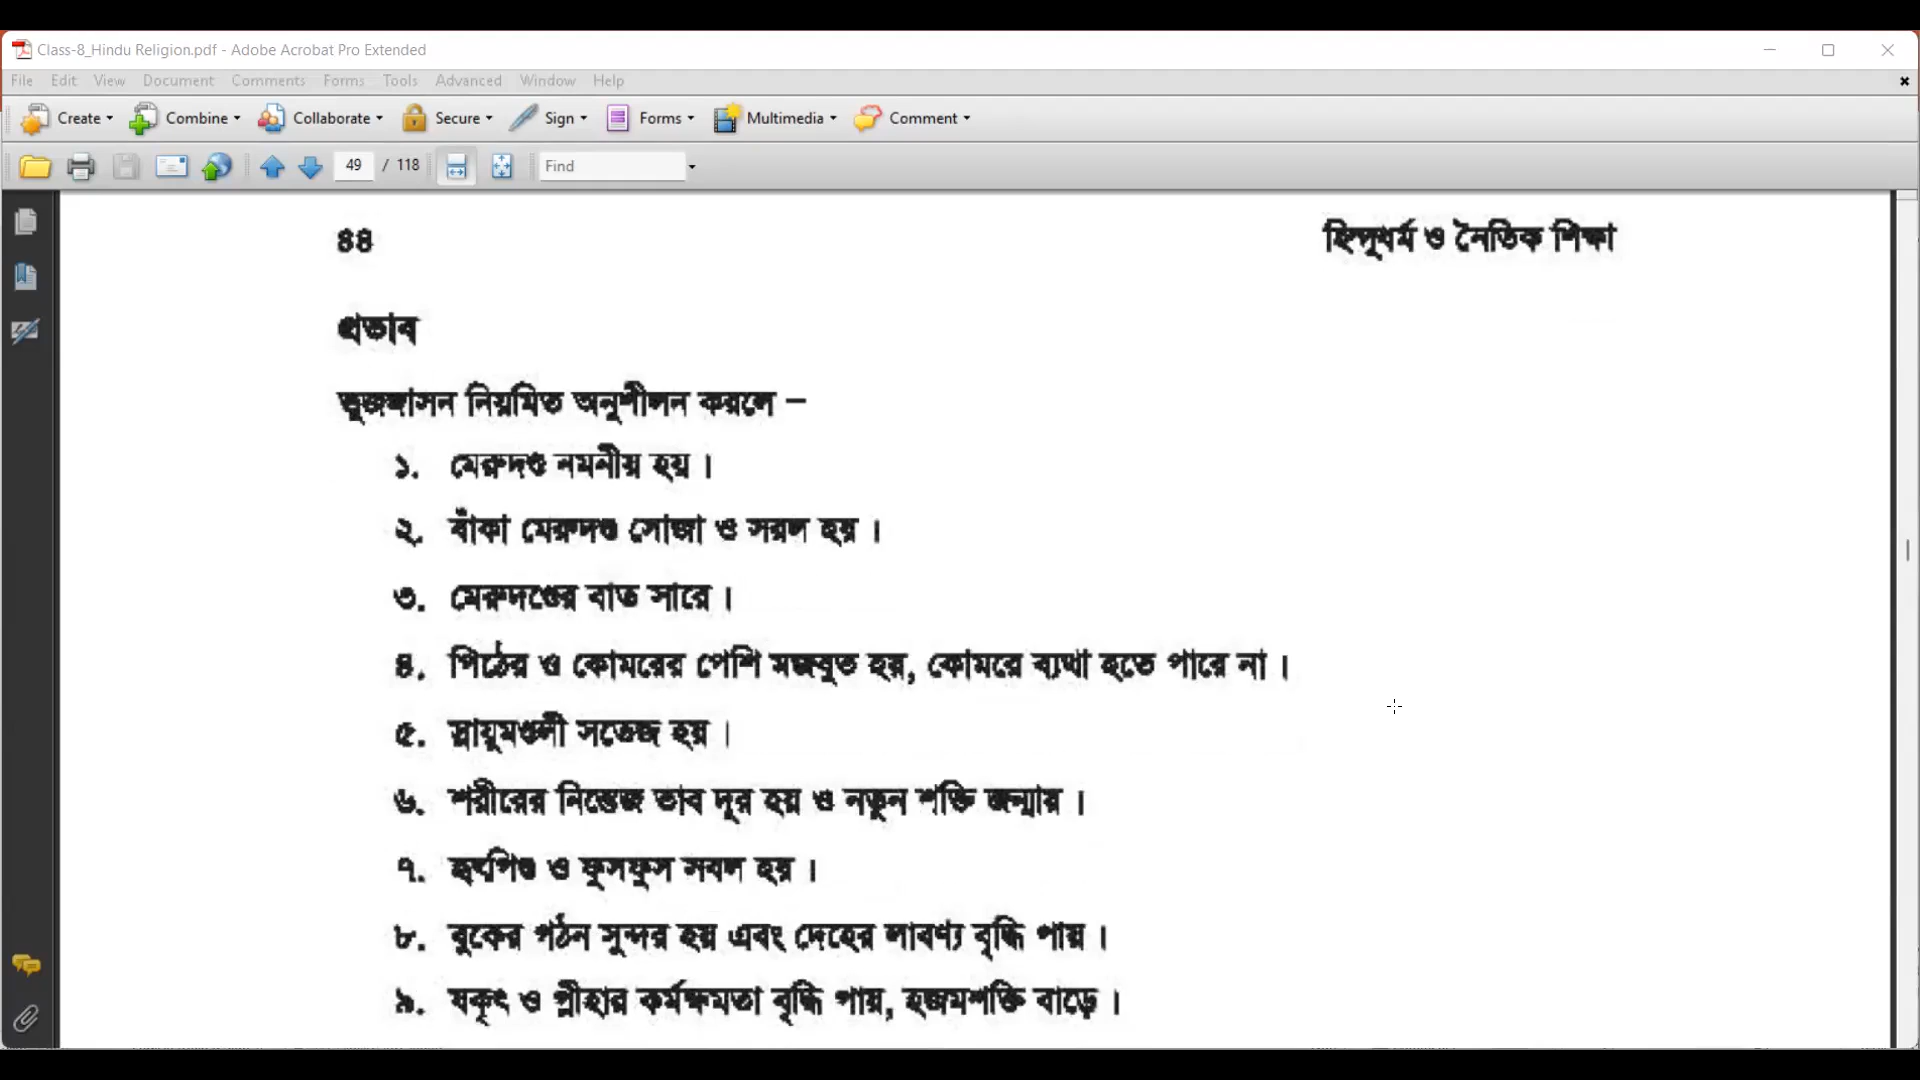 Class-8_Hindu Religion.pdf - Adobe Acrobat Pro Extended
File Edit View Document Comments Forms Tools Advanced Window Help
Create Combine Collaborate Secure Sign Forms Multimedia Comment
49 / 118 Find
৪৪ হিন্দুধর্ম ও নৈতিক শিক্ষা
প্রভাব
ভুজঙ্গাসন নিয়মিত অনুশীলন করলে –
১. মেরুদণ্ড নমনীয় হয়।
২. বাঁকা মেরুদণ্ড সোজা ও সরল হয়।
৩. মেরুদণ্ডের বাত সারে।
৪. পিঠের ও কোমরের পেশি মজবুত হয়, কোমরে ব্যথা হতে পারে না।
৫. স্নায়ুমণ্ডলী সতেজ হয়।
৬. শরীরের নিস্তেজ ভাব দূর হয় ও নতুন শক্তি জন্মায়।
৭. হৃৎপিণ্ড ও ফুসফুস সবল হয়।
৮. বুকের গঠন সুন্দর হয় এবং দেহের লাবণ্য বৃদ্ধি পায়।
৯. যকৃৎ ও প্লীহার কর্মক্ষমতা বৃদ্ধি পায়, হজমশক্তি বাড়ে।